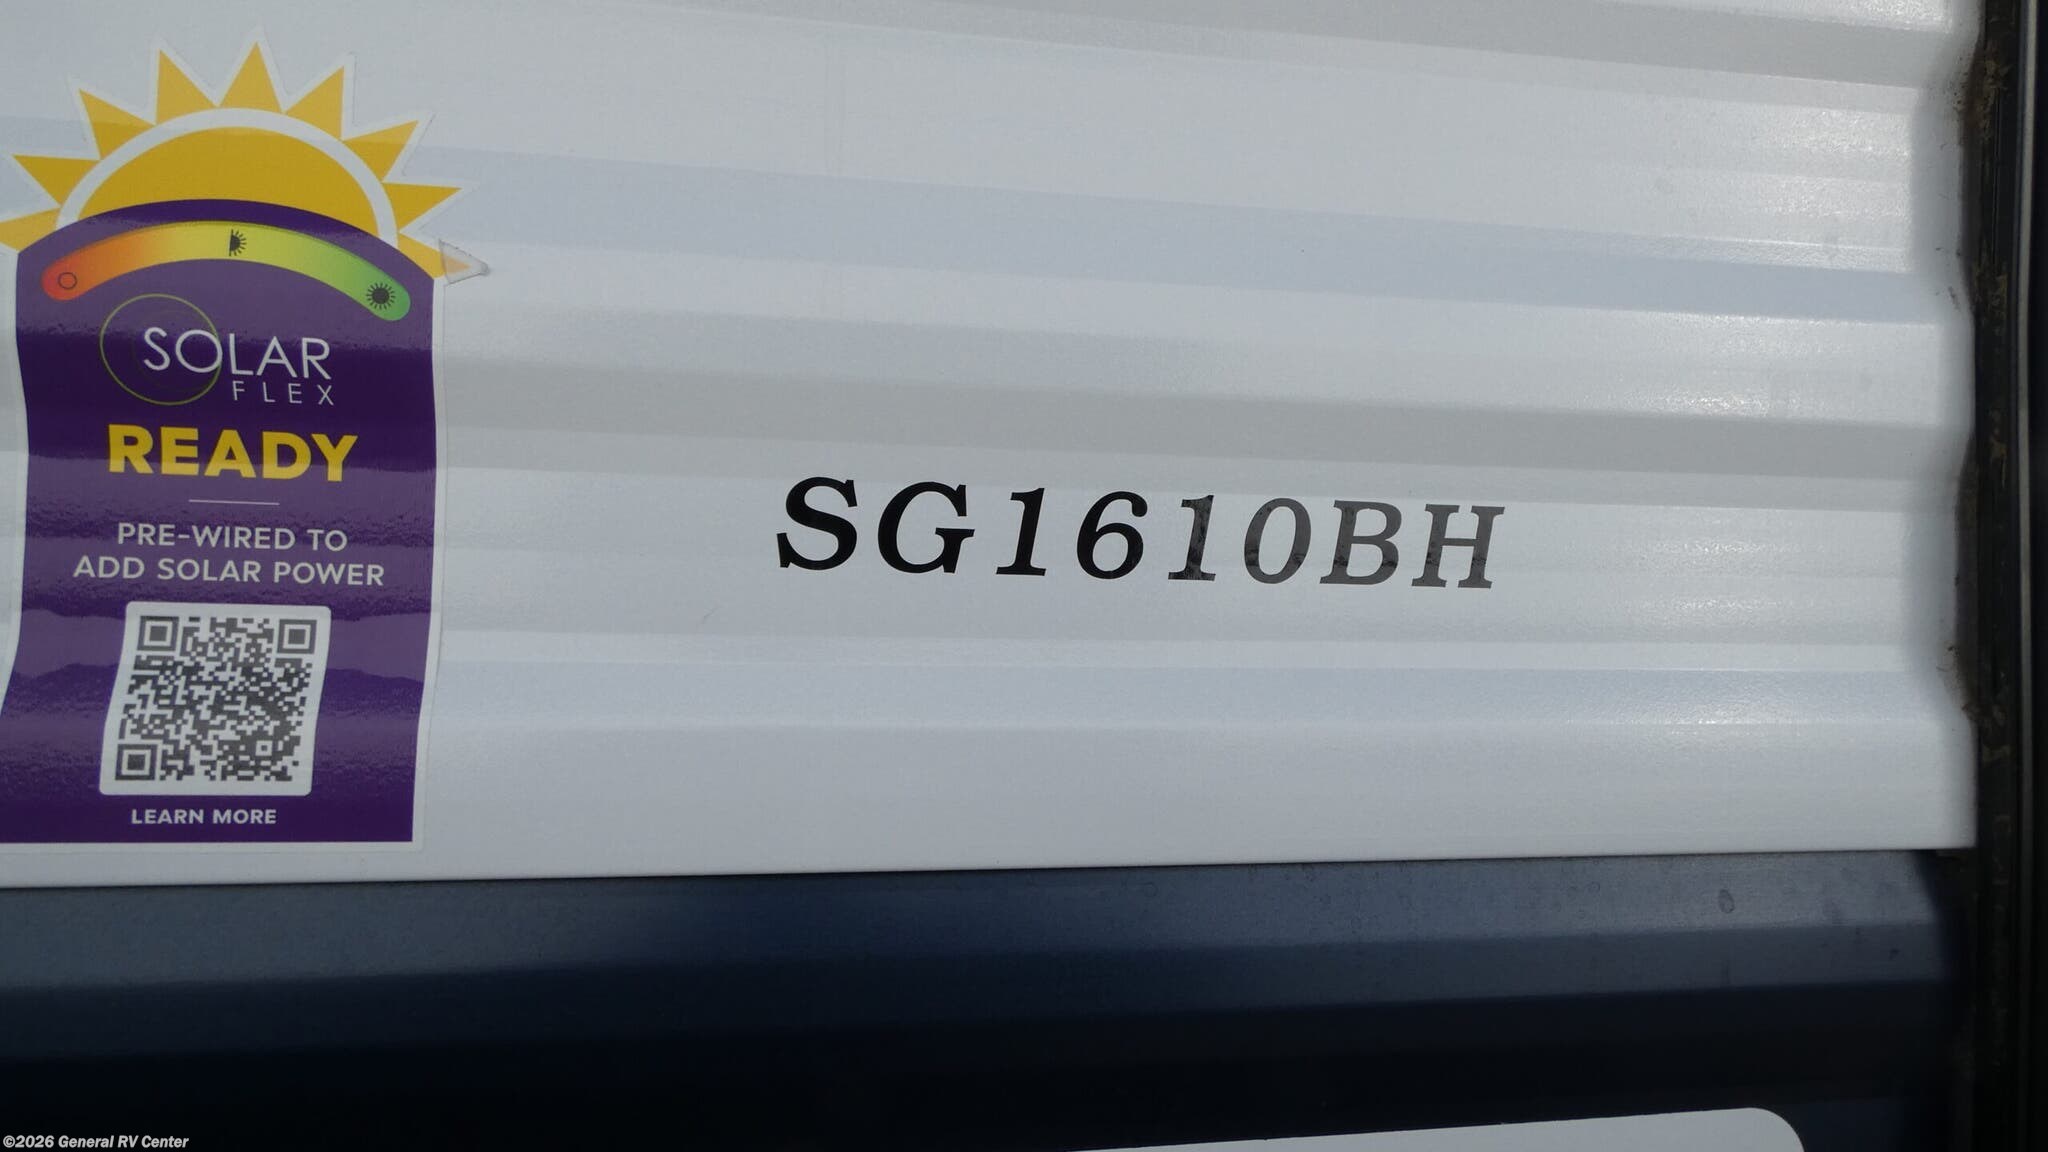 SOLAR
FLEX
READY
PRE-WIRED TO
ADD SOLAR POWER
LEARN MORE
SG1610BH
©2026 General RV Center